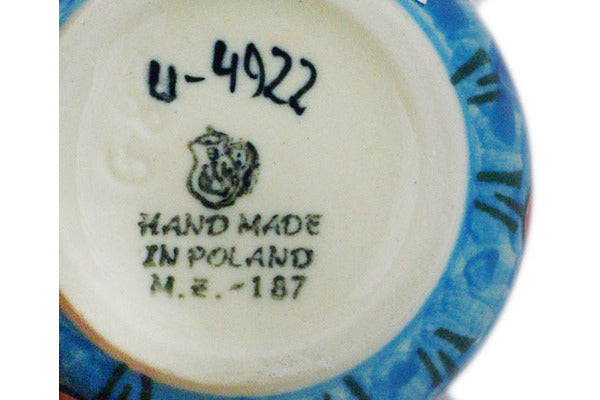 U-4922
HAND MADE
IN POLAND
M.Z.-187